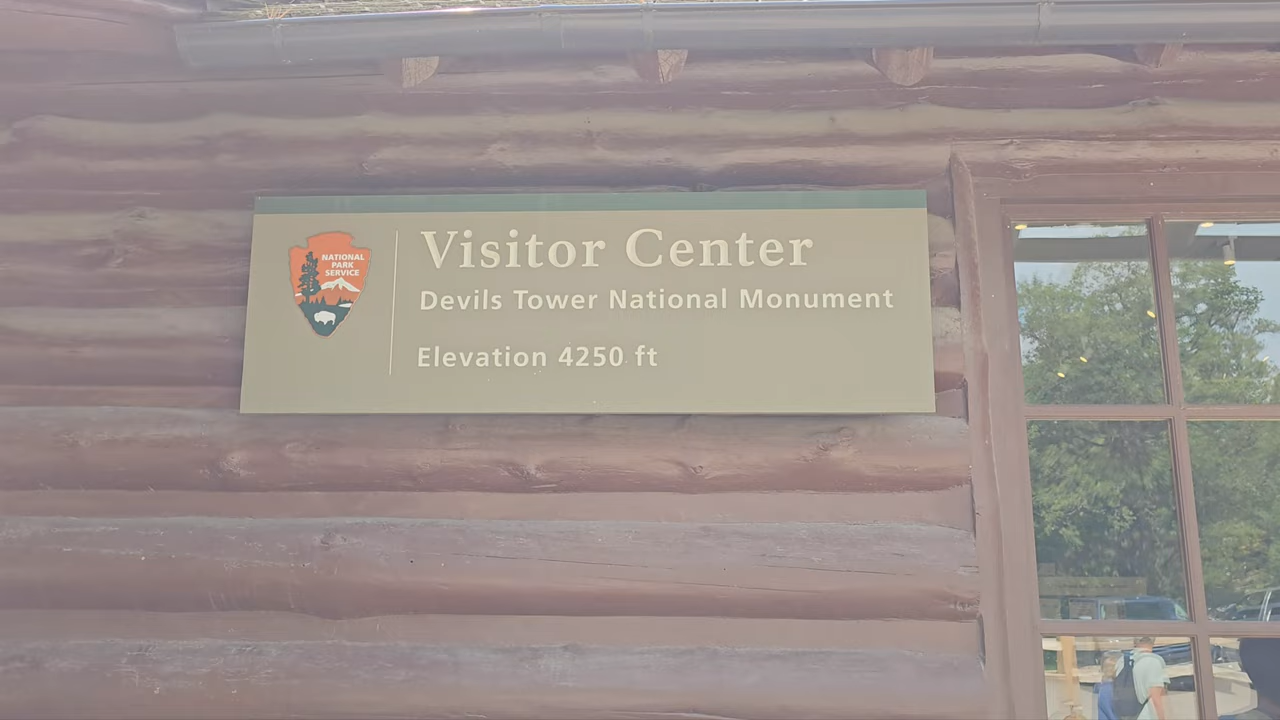 NATIONAL
PARK
SERVICE
Visitor Center
Devils Tower National Monument
Elevation 4250 ft